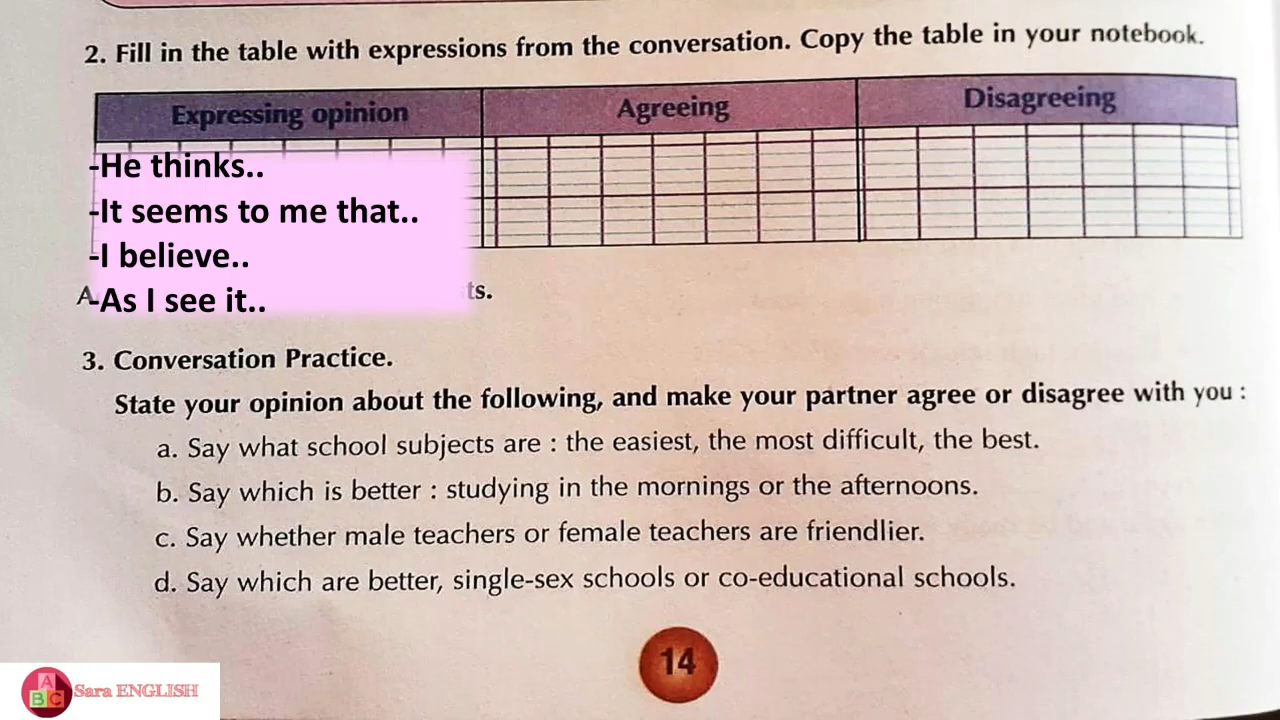 2. Fill in the table with expressions from the conversation. Copy the table in your notebook.
Expressing opinion Agreeing Disagreeing
-He thinks..
-It seems to me that..
-I believe..
-As I see it..
3. Conversation Practice.
State your opinion about the following, and make your partner agree or disagree with you :
a. Say what school subjects are : the easiest, the most difficult, the best.
b. Say which is better : studying in the mornings or the afternoons.
c. Say whether male teachers or female teachers are friendlier.
d. Say which are better, single-sex schools or co-educational schools.
14
ABC Sara ENGLISH